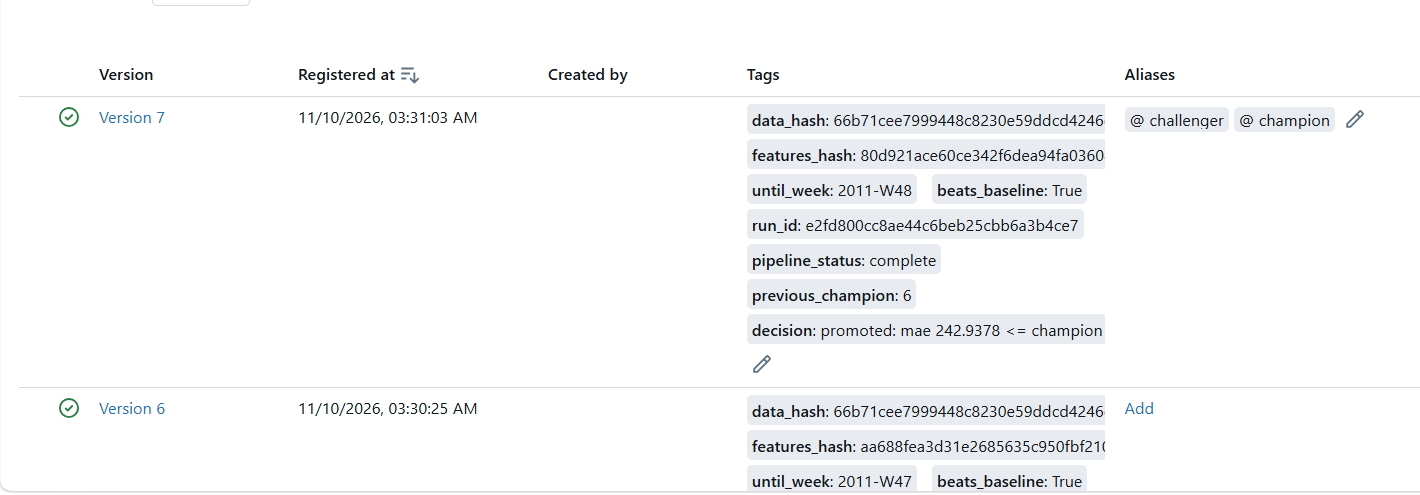 Version Registered at Created by Tags Aliases
Version 7 11/10/2026, 03:31:03 AM data_hash: 66b71cee7999448c8230e59ddcd4246 @ challenger @ champion
features_hash: 80d921ace60ce342f6dea94fa0360
until_week: 2011-W48 beats_baseline: True
run_id: e2fd800cc8ae44c6beb25cbb6a3b4ce7
pipeline_status: complete
previous_champion: 6
decision: promoted: mae 242.9378 <= champion
Version 6 11/10/2026, 03:30:25 AM data_hash: 66b71cee7999448c8230e59ddcd4246 Add
features_hash: aa688fea3d31e2685635c950fbf210
until_week: 2011-W47 beats_baseline: True